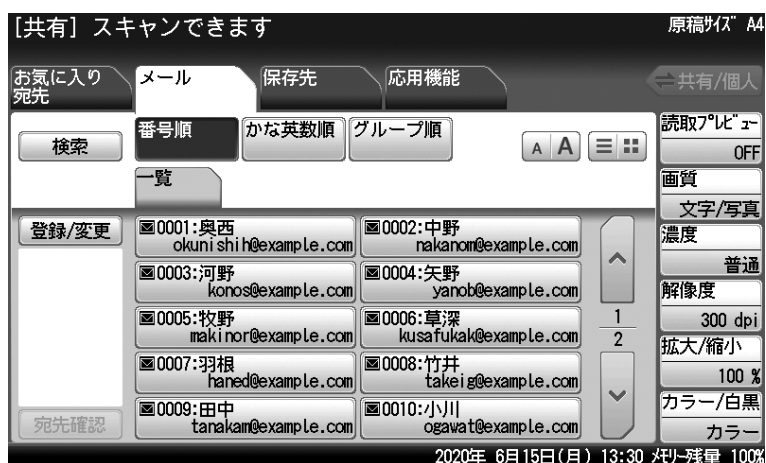 [共有] スキャンできます
原稿ｻｲｽﾞ A4
お気に入り
宛先
メール
保存先
応用機能
共有/個人
検索
番号順
かな英数順
グループ順
A A
読取ﾌﾟﾚﾋﾞｭｰ
OFF
一覧
画質
文字/写真
登録/変更
0001:奥西
okunishih@example.com
0002:中野
nakanom@example.com
濃度
普通
0003:河野
konos@example.com
0004:矢野
yanob@example.com
解像度
300 dpi
0005:牧野
makinor@example.com
0006:草深
kusafukak@example.com
1
2
拡大/縮小
100 %
0007:羽根
haned@example.com
0008:竹井
takeig@example.com
カラー/白黒
カラー
宛先確認
0009:田中
tanakam@example.com
0010:小川
ogawat@example.com
2020年 6月15日(月) 13:30 ﾒﾓﾘｰ残量 100%